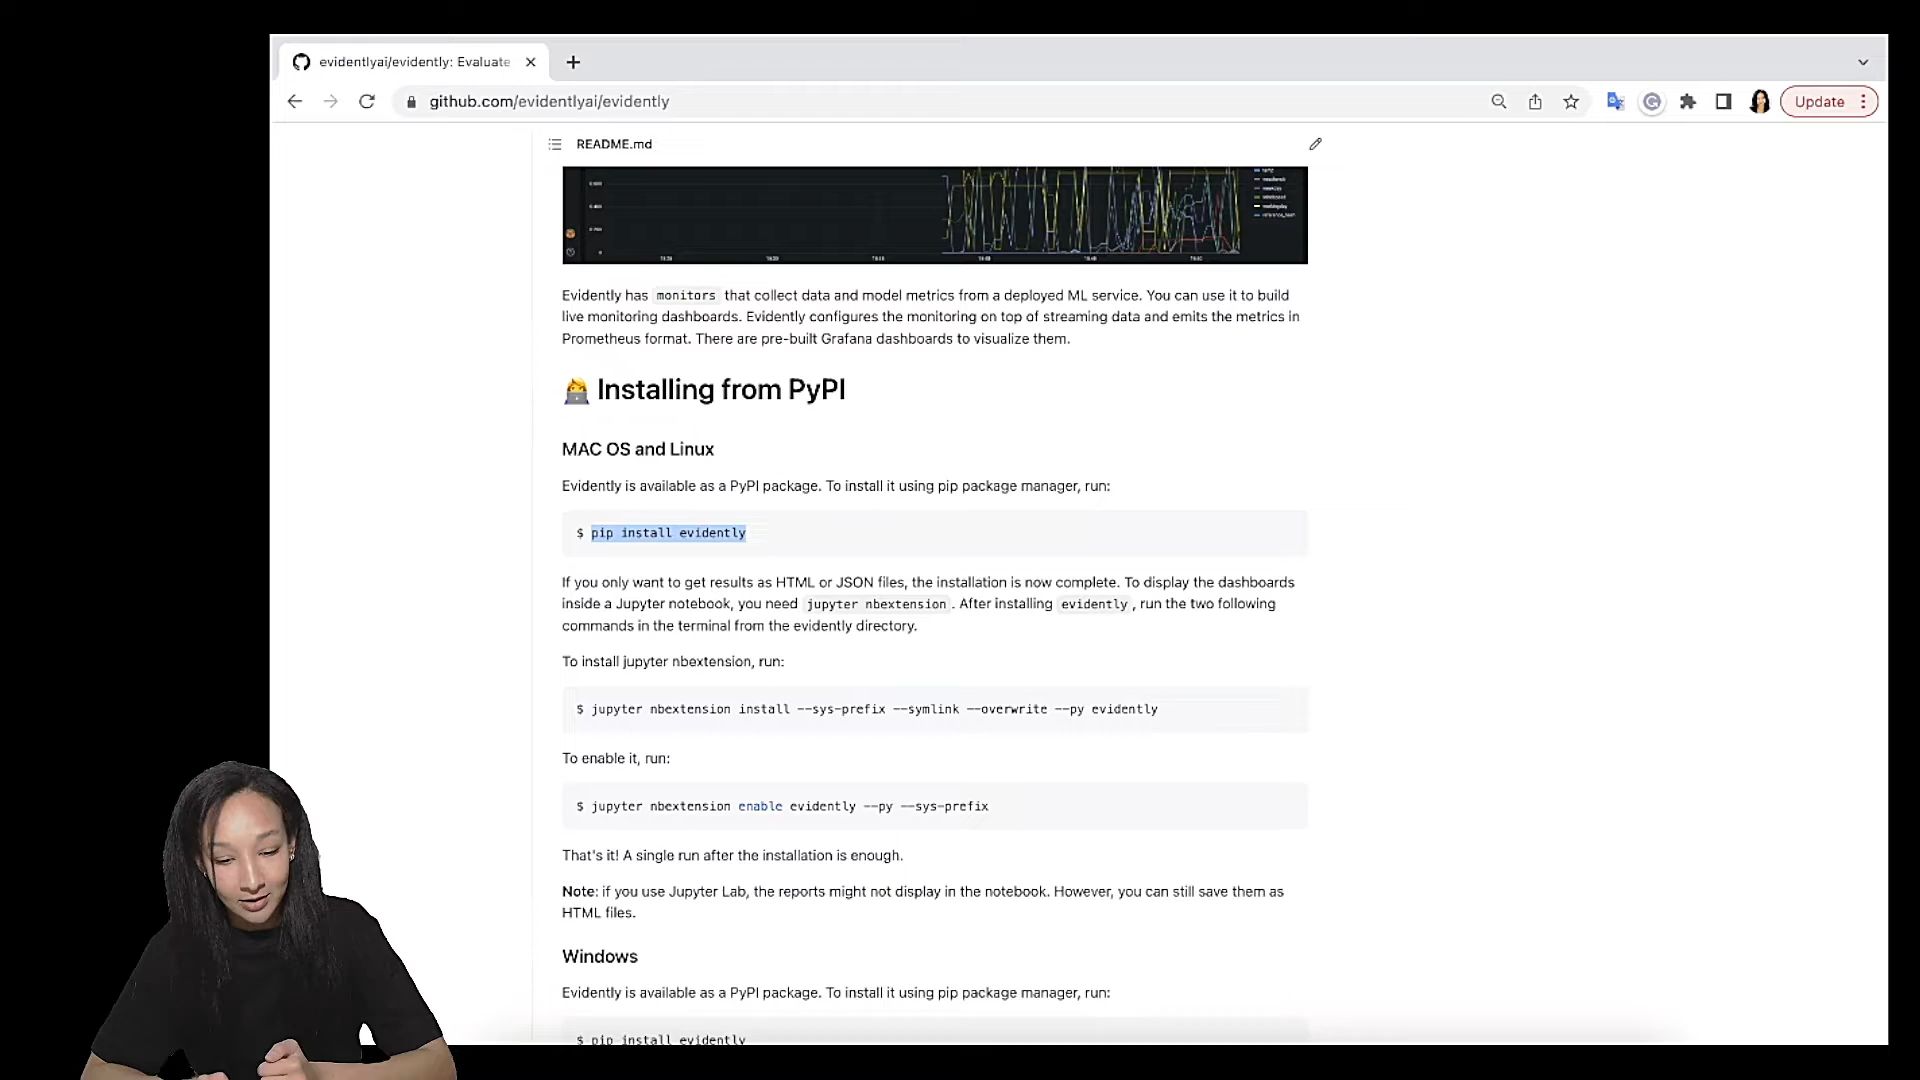 evidentlyai/evidently: Evaluate
github.com/evidentlyai/evidently
Update
README.md
Evidently has monitors that collect data and model metrics from a deployed ML service. You can use it to build
live monitoring dashboards. Evidently configures the monitoring on top of streaming data and emits the metrics in
Prometheus format. There are pre-built Grafana dashboards to visualize them.
Installing from PyPI
MAC OS and Linux
Evidently is available as a PyPI package. To install it using pip package manager, run:
$ pip install evidently
If you only want to get results as HTML or JSON files, the installation is now complete. To display the dashboards
inside a Jupyter notebook, you need jupyter nbextension. After installing evidently, run the two following
commands in the terminal from the evidently directory.
To install jupyter nbextension, run:
$ jupyter nbextension install --sys-prefix --symlink --overwrite --py evidently
To enable it, run:
$ jupyter nbextension enable evidently --py --sys-prefix
That's it! A single run after the installation is enough.
Note: if you use Jupyter Lab, the reports might not display in the notebook. However, you can still save them as
HTML files.
Windows
Evidently is available as a PyPI package. To install it using pip package manager, run:
$ pip install evidently